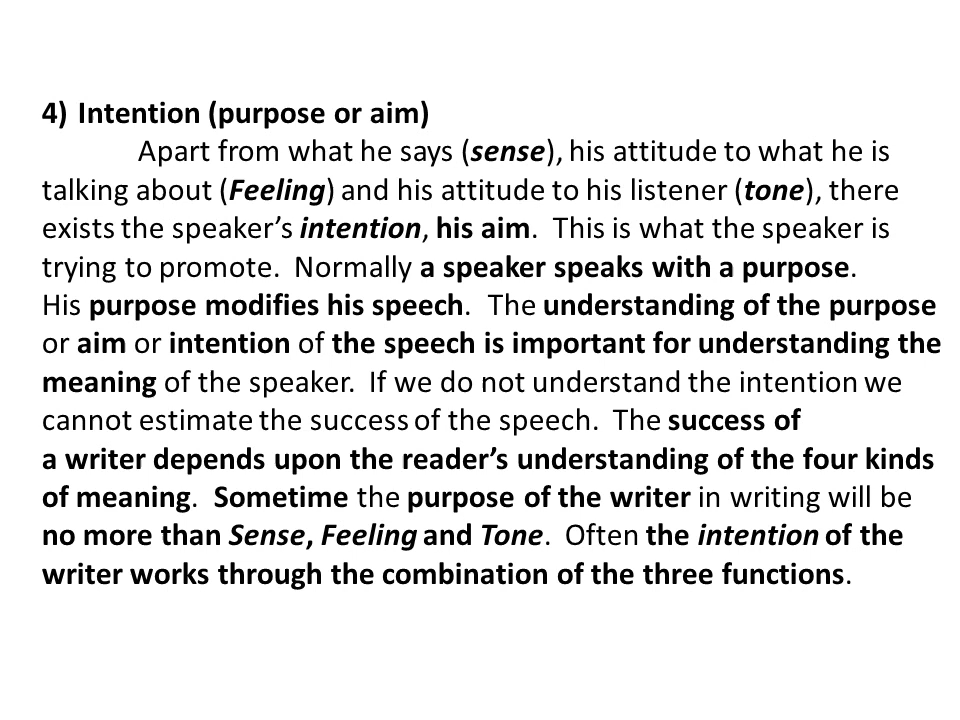 4) Intention (purpose or aim)
Apart from what he says (sense), his attitude to what he is
talking about (Feeling) and his attitude to his listener (tone), there
exists the speaker’s intention, his aim.  This is what the speaker is
trying to promote.  Normally a speaker speaks with a purpose.
His purpose modifies his speech.  The understanding of the purpose
or aim or intention of the speech is important for understanding the
meaning of the speaker.  If we do not understand the intention we
cannot estimate the success of the speech.  The success of
a writer depends upon the reader’s understanding of the four kinds
of meaning.  Sometime the purpose of the writer in writing will be
no more than Sense, Feeling and Tone.  Often the intention of the
writer works through the combination of the three functions.